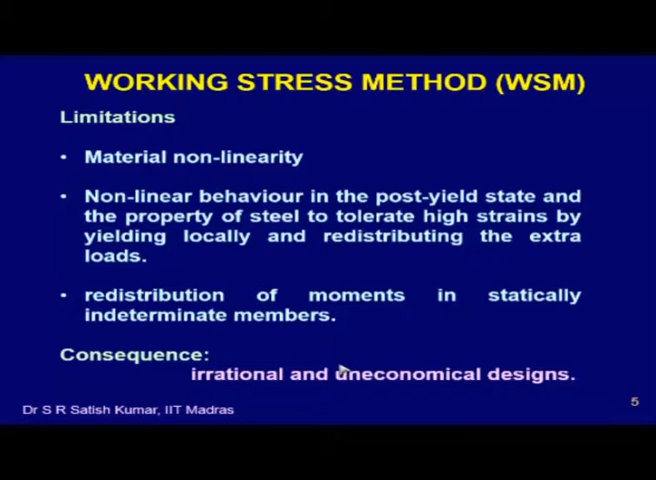 WORKING STRESS METHOD (WSM)
Limitations
• Material non-linearity
• Non-linear behaviour in the post-yield state and
the property of steel to tolerate high strains by
yielding locally and redistributing the extra
loads.
• redistribution of moments in statically
indeterminate members.
Consequence:
irrational and uneconomical designs.
5
Dr S R Satish Kumar, IIT Madras